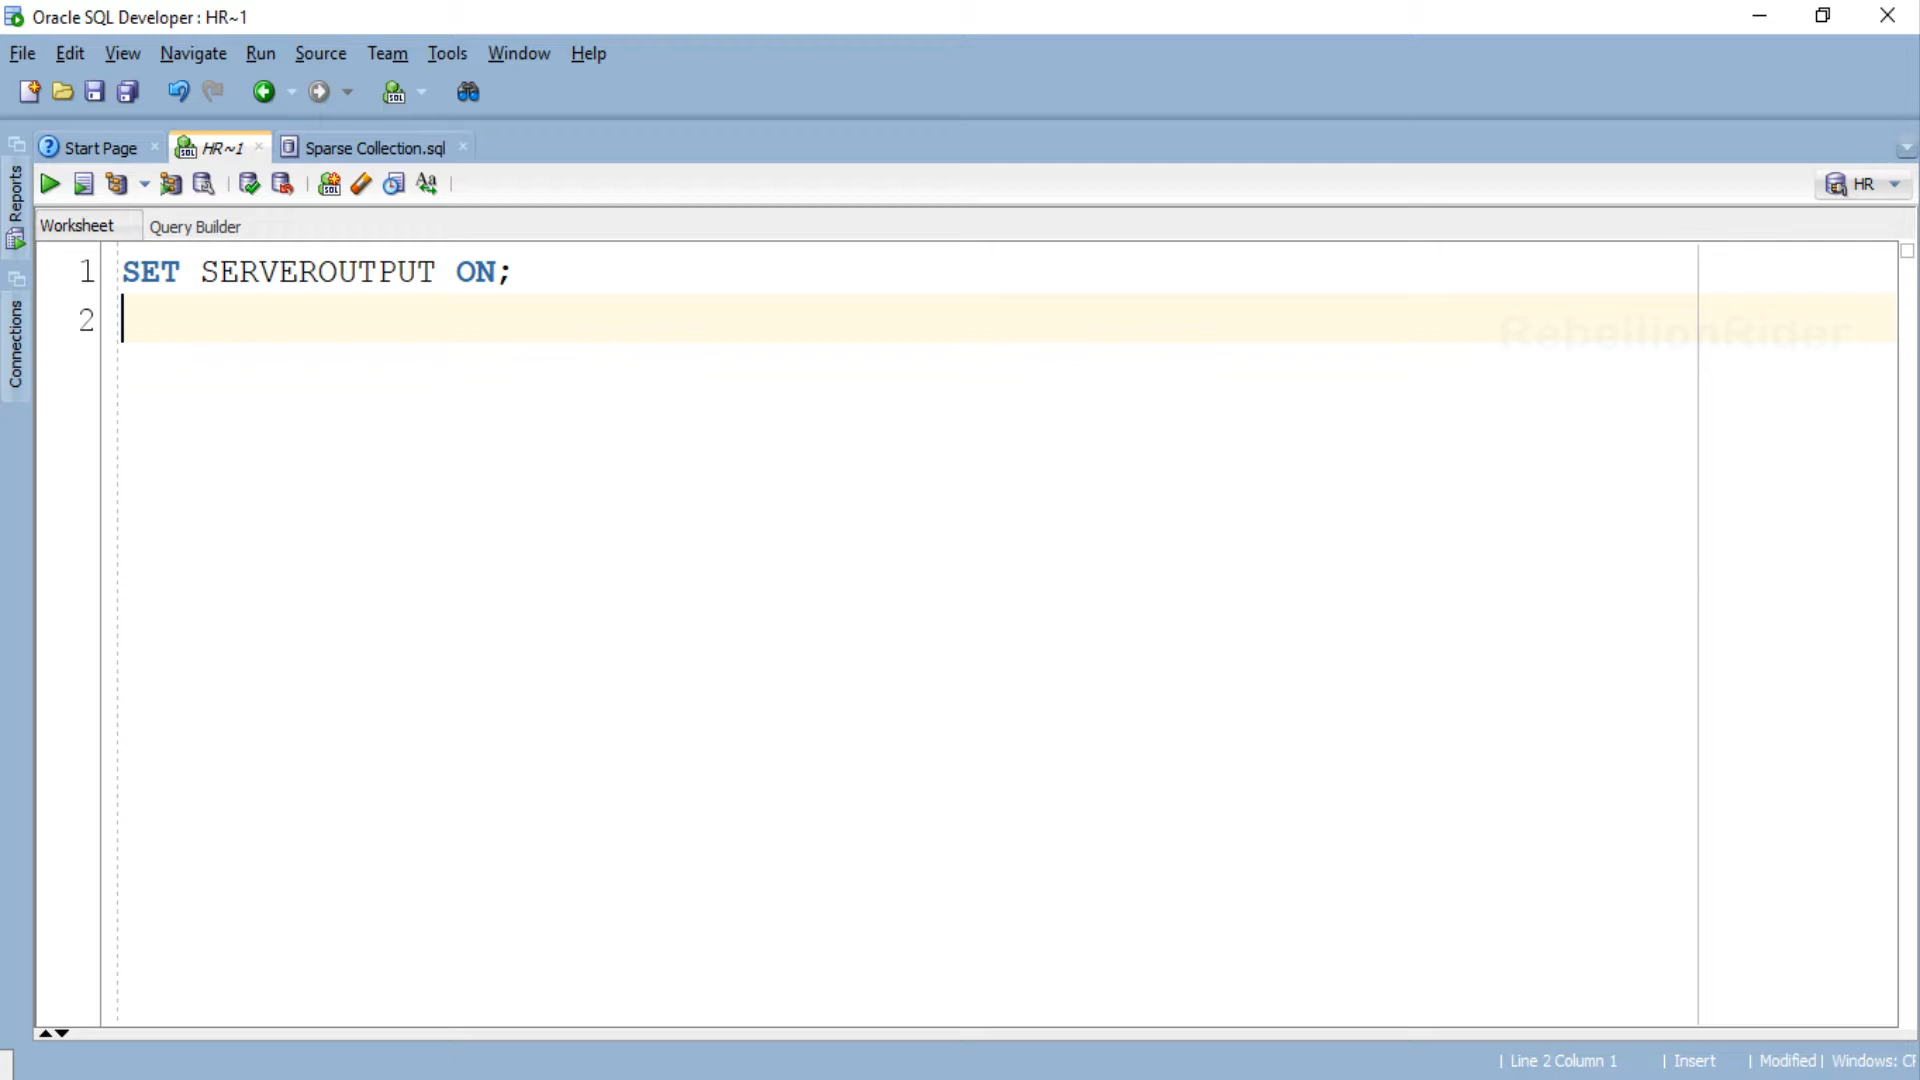 Oracle SQL Developer : HR~1
File Edit View Navigate Run Source Team Tools Window Help
Start Page HR~1 Sparse Collection.sql
HR
Worksheet Query Builder
1 SET SERVEROUTPUT ON;
2
RebellionRider
Reports
Connections
| Line 2 Column 1 | Insert | Modified | Windows: CF